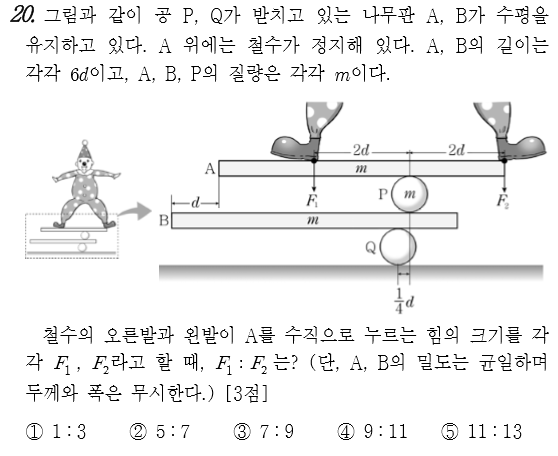 20. 그림과 같이 공 P, Q가 받치고 있는 나무판 A, B가 수평을
유지하고 있다. A 위에는 철수가 정지해 있다. A, B의 길이는
각각 6d이고, A, B, P의 질량은 각각 m이다.
2d 2d
A m
F₁ P m F₂
d
B m
Q
1/4 d
철수의 오른발과 왼발이 A를 수직으로 누르는 힘의 크기를 각
각 F₁, F₂라고 할 때, F₁ : F₂는? (단, A, B의 밀도는 균일하며
두께와 폭은 무시한다.) [3점]
① 1 : 3 ② 5 : 7 ③ 7 : 9 ④ 9 : 11 ⑤ 11 : 13